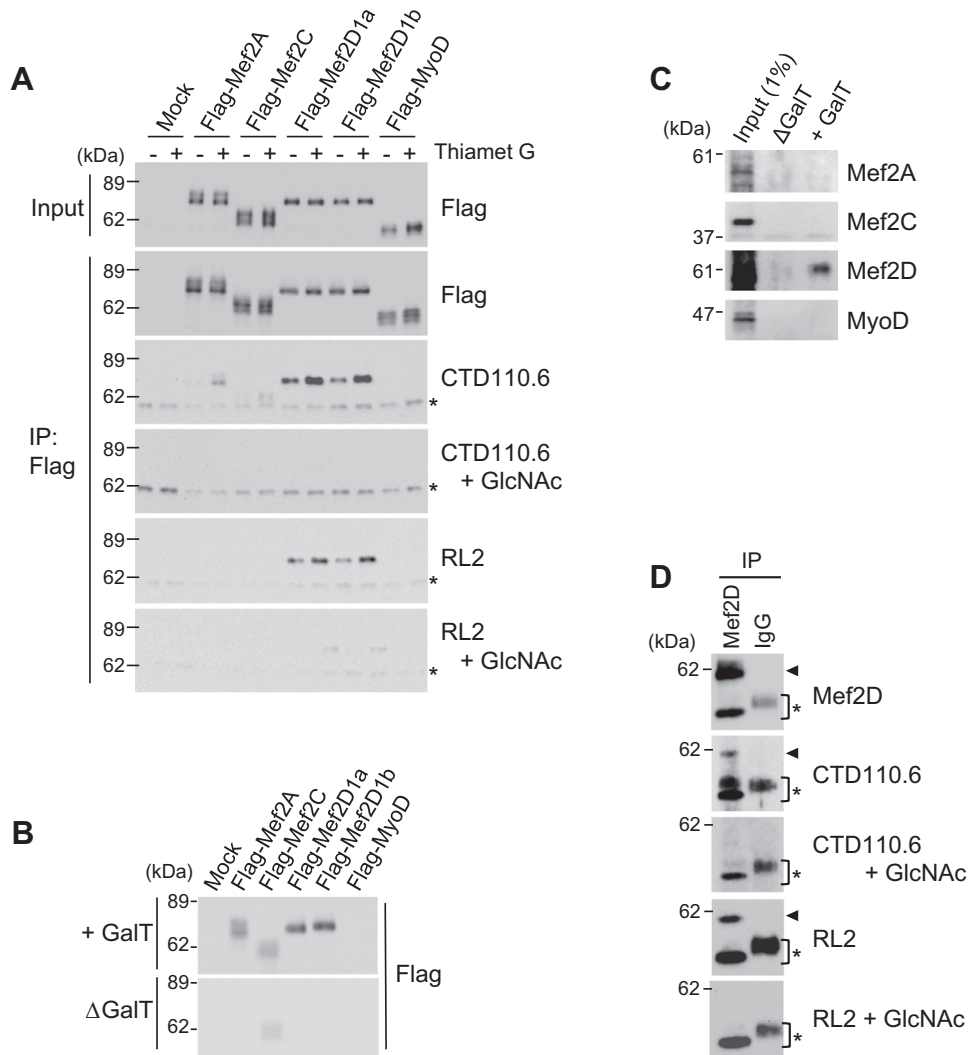 A
Mock
Flag-Mef2A
Flag-Mef2C
Flag-Mef2D1a
Flag-Mef2D1b
Flag-MyoD
(kDa)
- + - + - + - + - + - +
Thiamet G
Input
89
62
Flag
IP:
Flag
89
62
Flag
89
62
CTD110.6
*
89
62
CTD110.6
+ GlcNAc
*
89
62
RL2
*
89
62
RL2
+ GlcNAc
*
B
Mock
Flag-Mef2A
Flag-Mef2C
Flag-Mef2D1a
Flag-Mef2D1b
Flag-MyoD
(kDa)
+ GalT
89
62
ΔGalT
89
62
Flag
C
Input (1%)
ΔGalT
+ GalT
(kDa)
61
Mef2A
Mef2C
37
61
Mef2D
47
MyoD
D
IP
Mef2D
IgG
(kDa)
62
Mef2D
*
62
CTD110.6
*
62
CTD110.6
+ GlcNAc
*
62
RL2
*
62
RL2 + GlcNAc
*